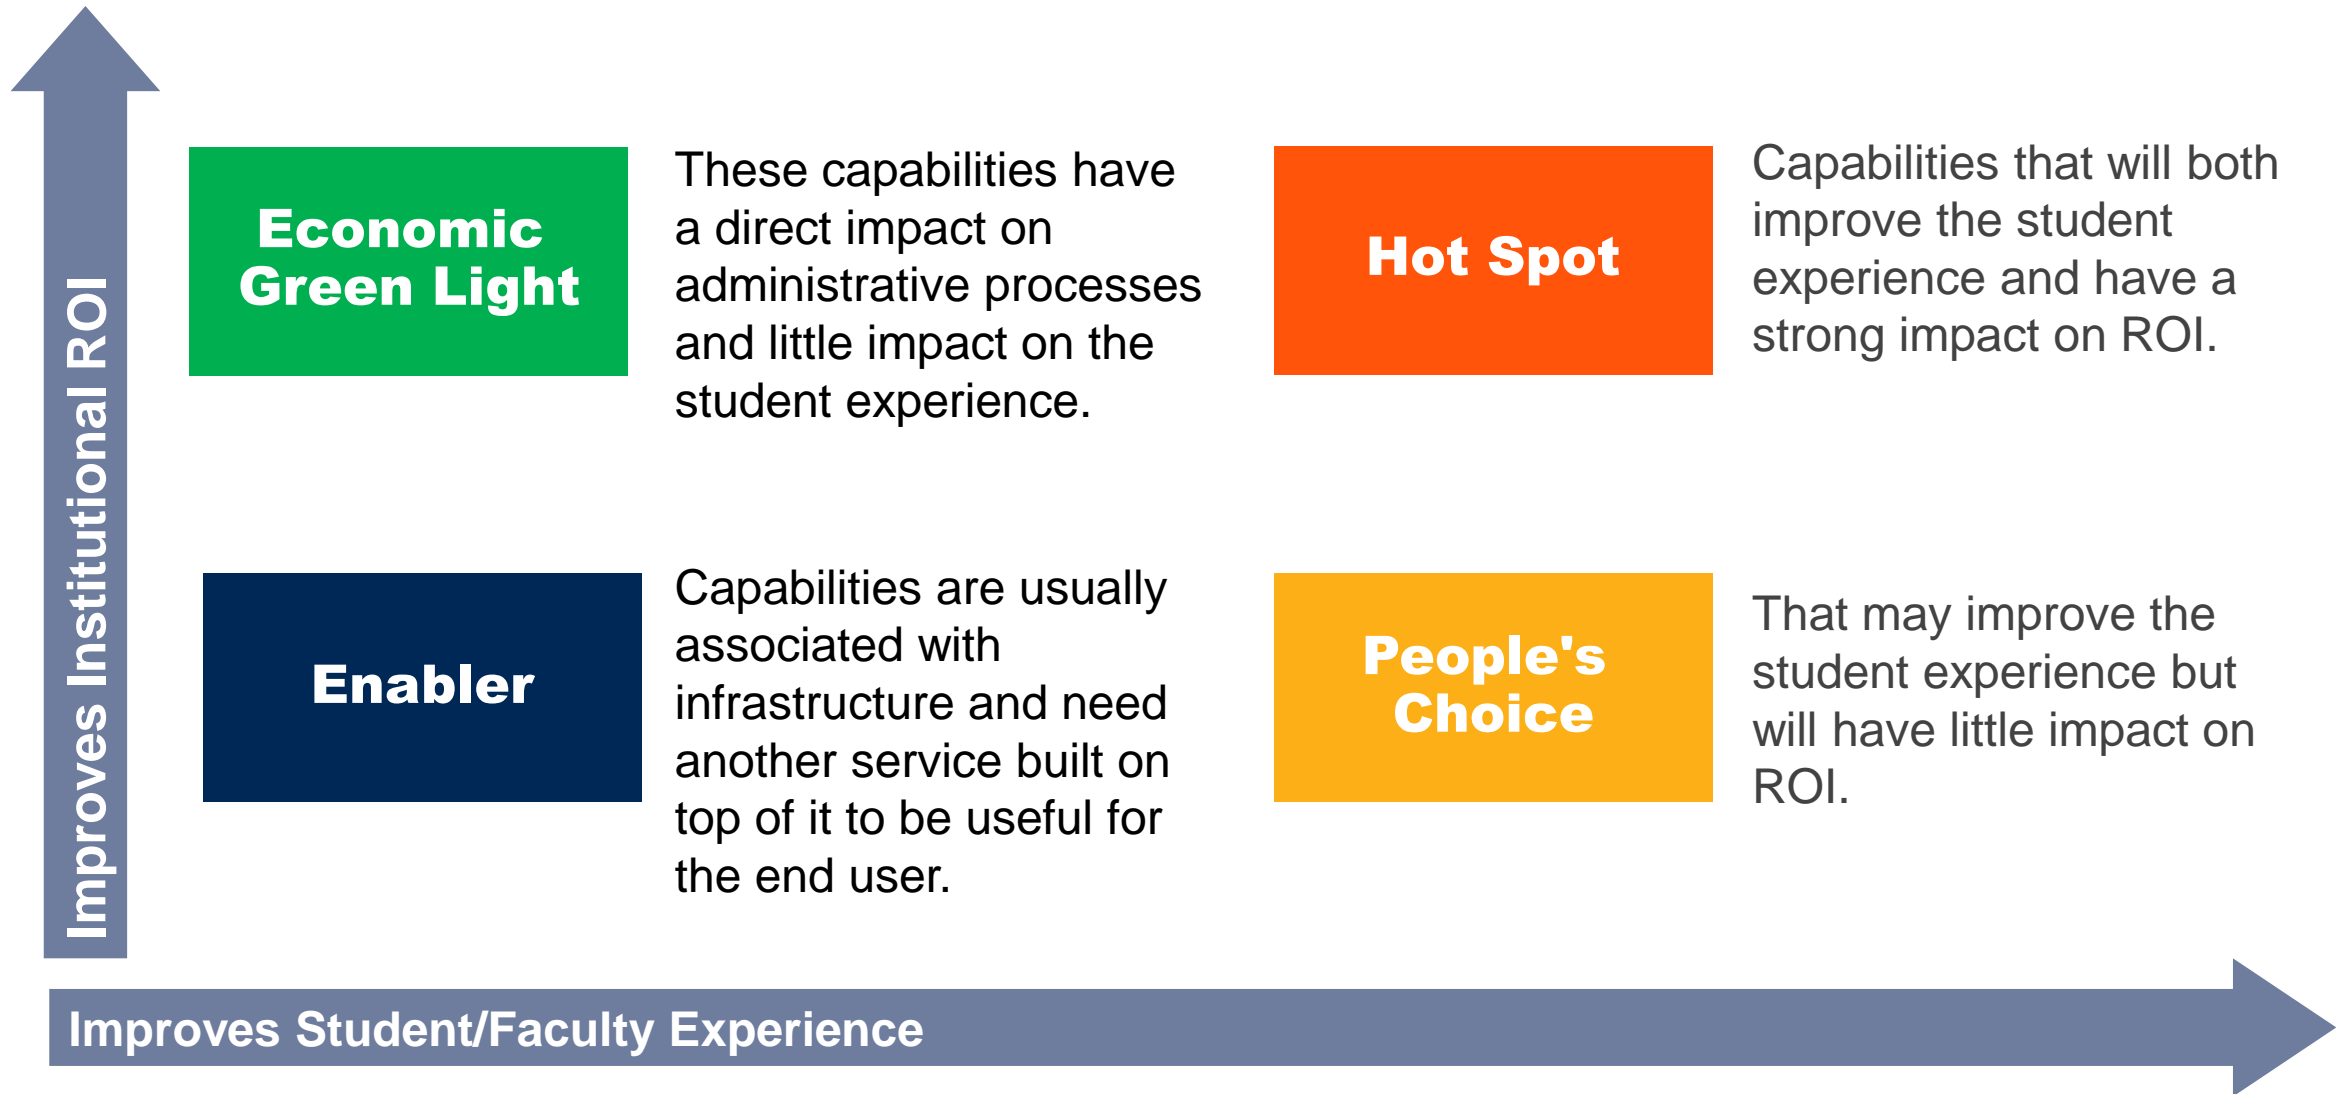 Improves Institutional ROI
Economic
Green Light
These capabilities have
a direct impact on
administrative processes
and little impact on the
student experience.
Hot Spot
Capabilities that will both
improve the student
experience and have a
strong impact on ROI.
Enabler
Capabilities are usually
associated with
infrastructure and need
another service built on
top of it to be useful for
the end user.
People's
Choice
That may improve the
student experience but
will have little impact on
ROI.
Improves Student/Faculty Experience